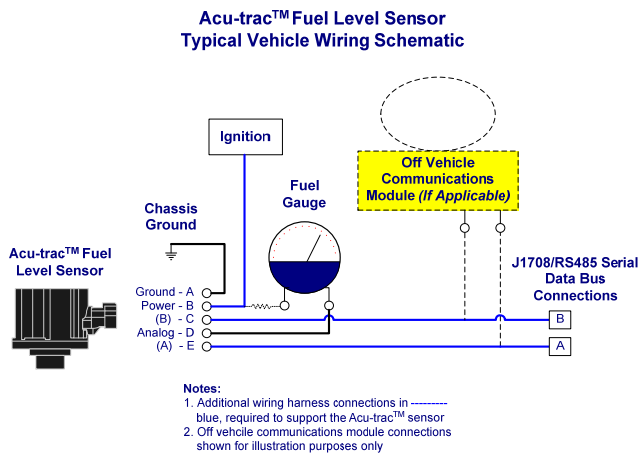 Acu-trac™ Fuel Level Sensor
Typical Vehicle Wiring Schematic
Ignition
Off Vehicle
Communications
Module (If Applicable)
Fuel
Gauge
Chassis
Ground
Acu-trac™ Fuel
Level Sensor
J1708/RS485 Serial
Data Bus
Connections
Ground - A
Power - B
(B) - C
Analog - D
(A) - E
B
A
Notes:
1. Additional wiring harness connections in ---------
blue, required to support the Acu-trac™ sensor
2. Off vehcile communications module connections
shown for illustration purposes only